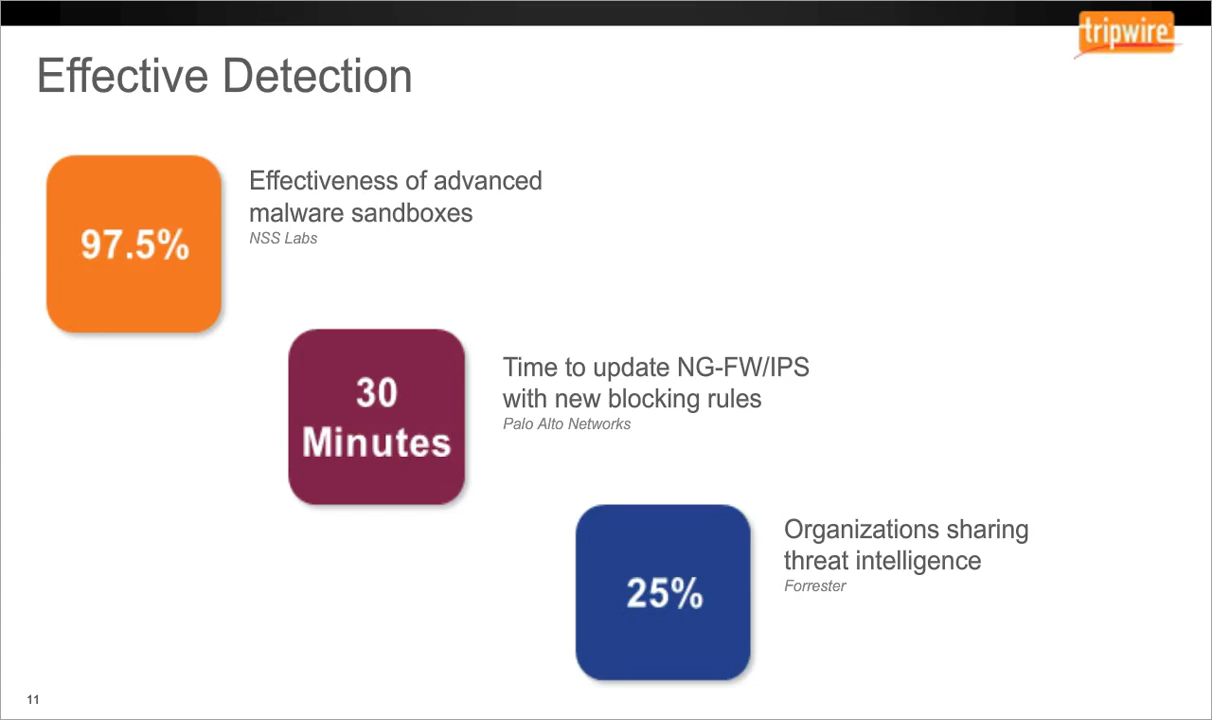 tripwire
Effective Detection
97.5%
Effectiveness of advanced
malware sandboxes
NSS Labs
30
Minutes
Time to update NG-FW/IPS
with new blocking rules
Palo Alto Networks
25%
Organizations sharing
threat intelligence
Forrester
11